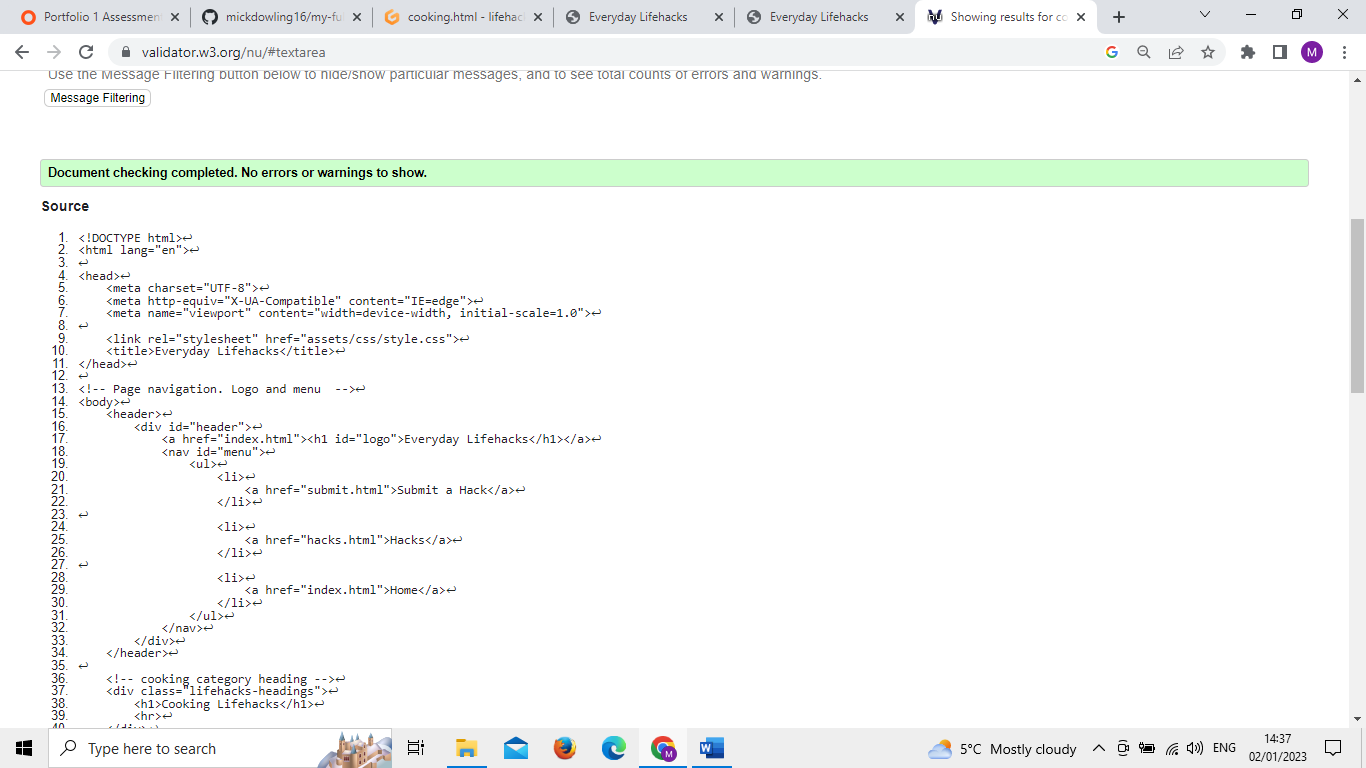 Portfolio 1 Assessment
mickdowling16/my-ful
cooking.html - lifehac
Everyday Lifehacks
Everyday Lifehacks
Showing results for co
validator.w3.org/nu/#textarea
M
Use the Message Filtering button below to hide/show particular messages, and to see total counts of errors and warnings.
Message Filtering
Document checking completed. No errors or warnings to show.
Source
1. <!DOCTYPE html>↩
2. <html lang="en">↩
3. ↩
4. <head>↩
5. <meta charset="UTF-8">↩
6. <meta http-equiv="X-UA-Compatible" content="IE=edge">↩
7. <meta name="viewport" content="width=device-width, initial-scale=1.0">↩
8. ↩
9. <link rel="stylesheet" href="assets/css/style.css">↩
10. <title>Everyday Lifehacks</title>↩
11. </head>↩
12. ↩
13. <!-- Page navigation. Logo and menu  -->↩
14. <body>↩
15. <header>↩
16. <div id="header">↩
17. <a href="index.html"><h1 id="logo">Everyday Lifehacks</h1></a>↩
18. <nav id="menu">↩
19. <ul>↩
20. <li>↩
21. <a href="submit.html">Submit a Hack</a>↩
22. </li>↩
23. ↩
24. <li>↩
25. <a href="hacks.html">Hacks</a>↩
26. </li>↩
27. ↩
28. <li>↩
29. <a href="index.html">Home</a>↩
30. </li>↩
31. </ul>↩
32. </nav>↩
33. </div>↩
34. </header>↩
35. ↩
36. <!-- cooking category heading -->↩
37. <div class="lifehacks-headings">↩
38. <h1>Cooking Lifehacks</h1>↩
39. <hr>↩
40. </div>↩
Type here to search
5°C Mostly cloudy
ENG
14:37
02/01/2023